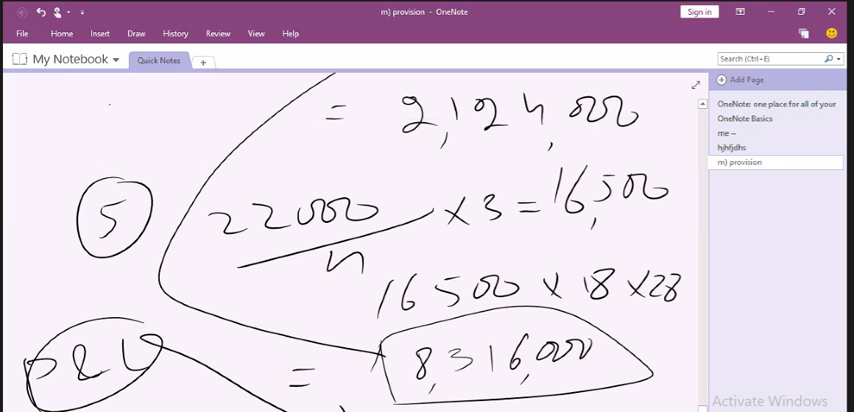 m) provision - OneNote
Sign in
File Home Insert Draw History Review View Help
My Notebook Quick Notes
Search (Ctrl+E)
Add Page
OneNote: one place for all of your
OneNote Basics
me ~
hjhfjdhs
m) provision
= 2,124,000
5
22000 × 3 = 16,500
4
16500 × 18 × 28
= 8,316,000
Activate Windows